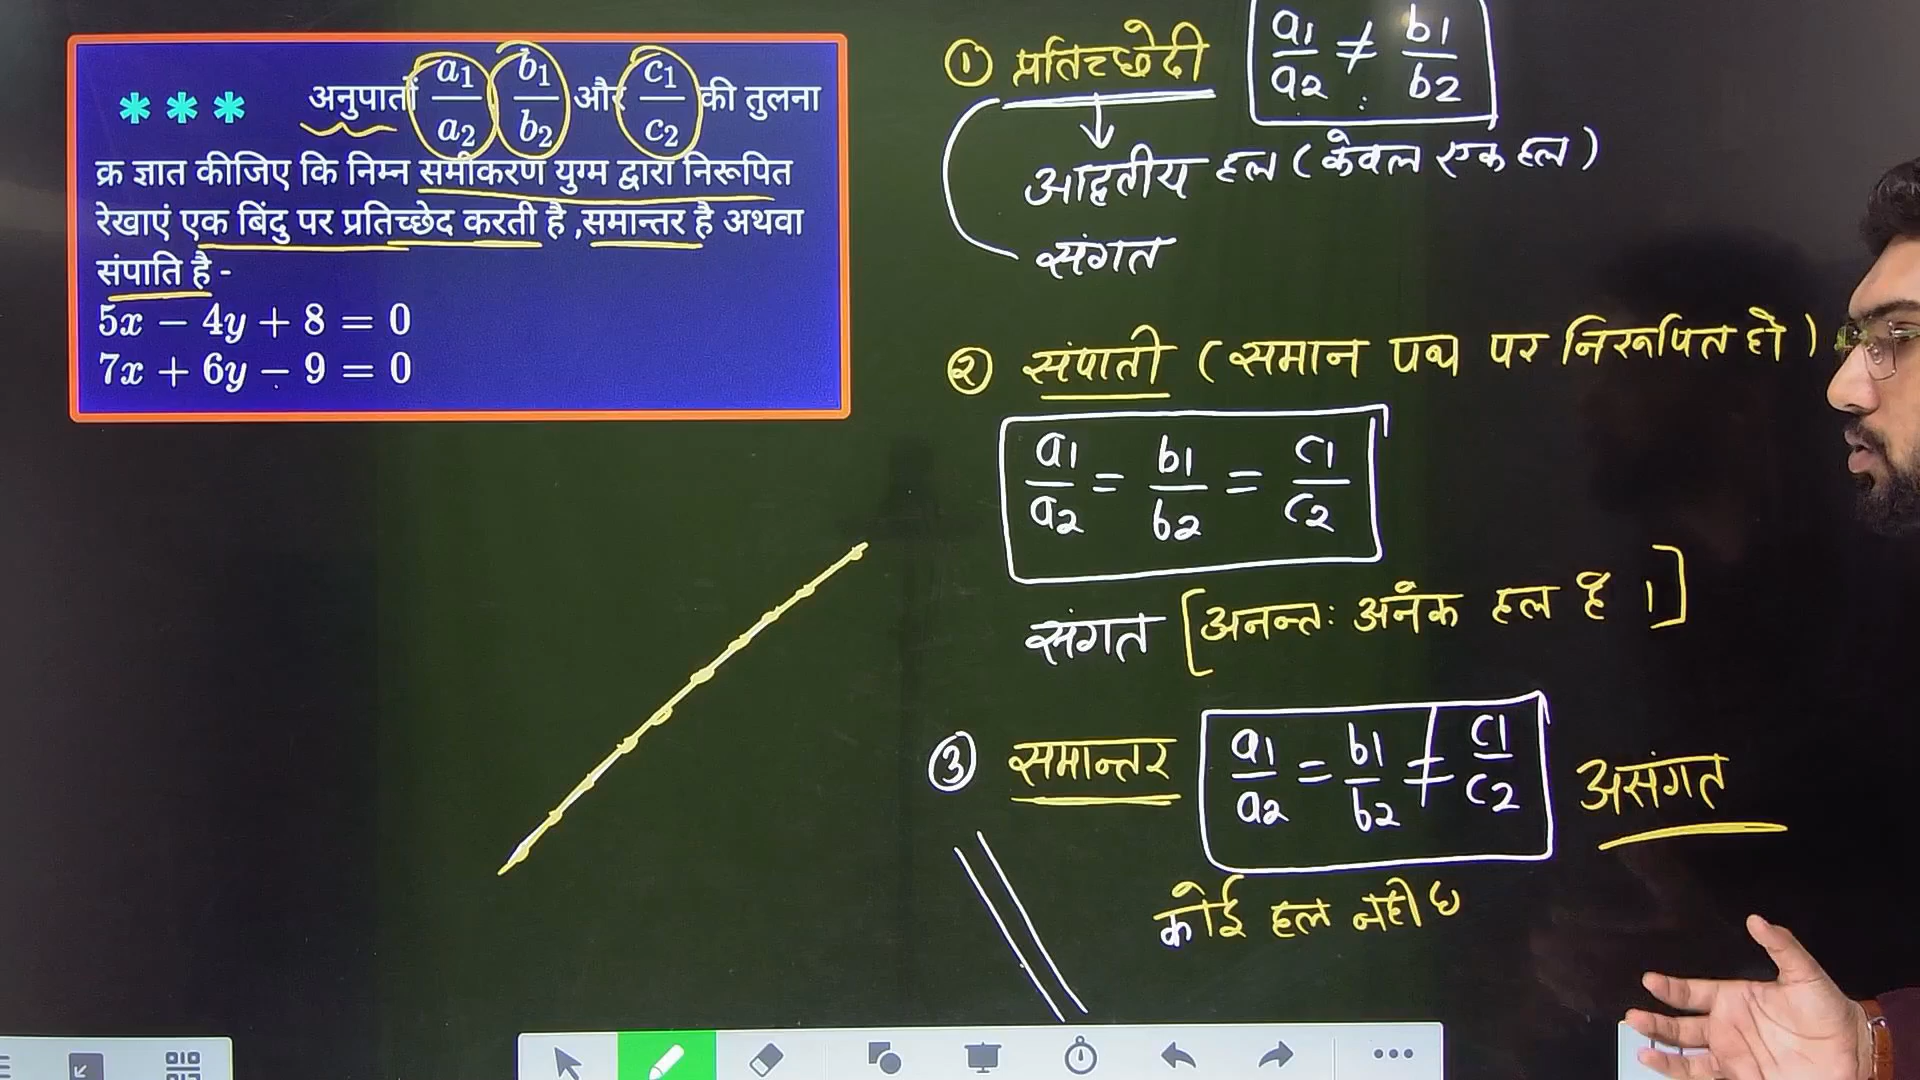 *** अनुपातों a₁/a₂ b₁/b₂ और c₁/c₂ की तुलना
क्र ज्ञात कीजिए कि निम्न समीकरण युग्म द्वारा निरूपित
रेखाएं एक बिंदु पर प्रतिच्छेद करती है ,समान्तर है अथवा
संपाति है -
5x − 4y + 8 = 0
7x + 6y − 9 = 0
① प्रतिच्छेदी a1/a2 ≠ b1/b2
हल (केवल एक हल)
संगत
② संपाती (समान पथ पर निरूपित हो)
a1/a2 = b1/b2 = c1/c2
संगत [अनन्तः अनेक हल है ।]
③ समान्तर a1/a2 = b1/b2 ≠ c1/c2 असंगत
कोई हल नही